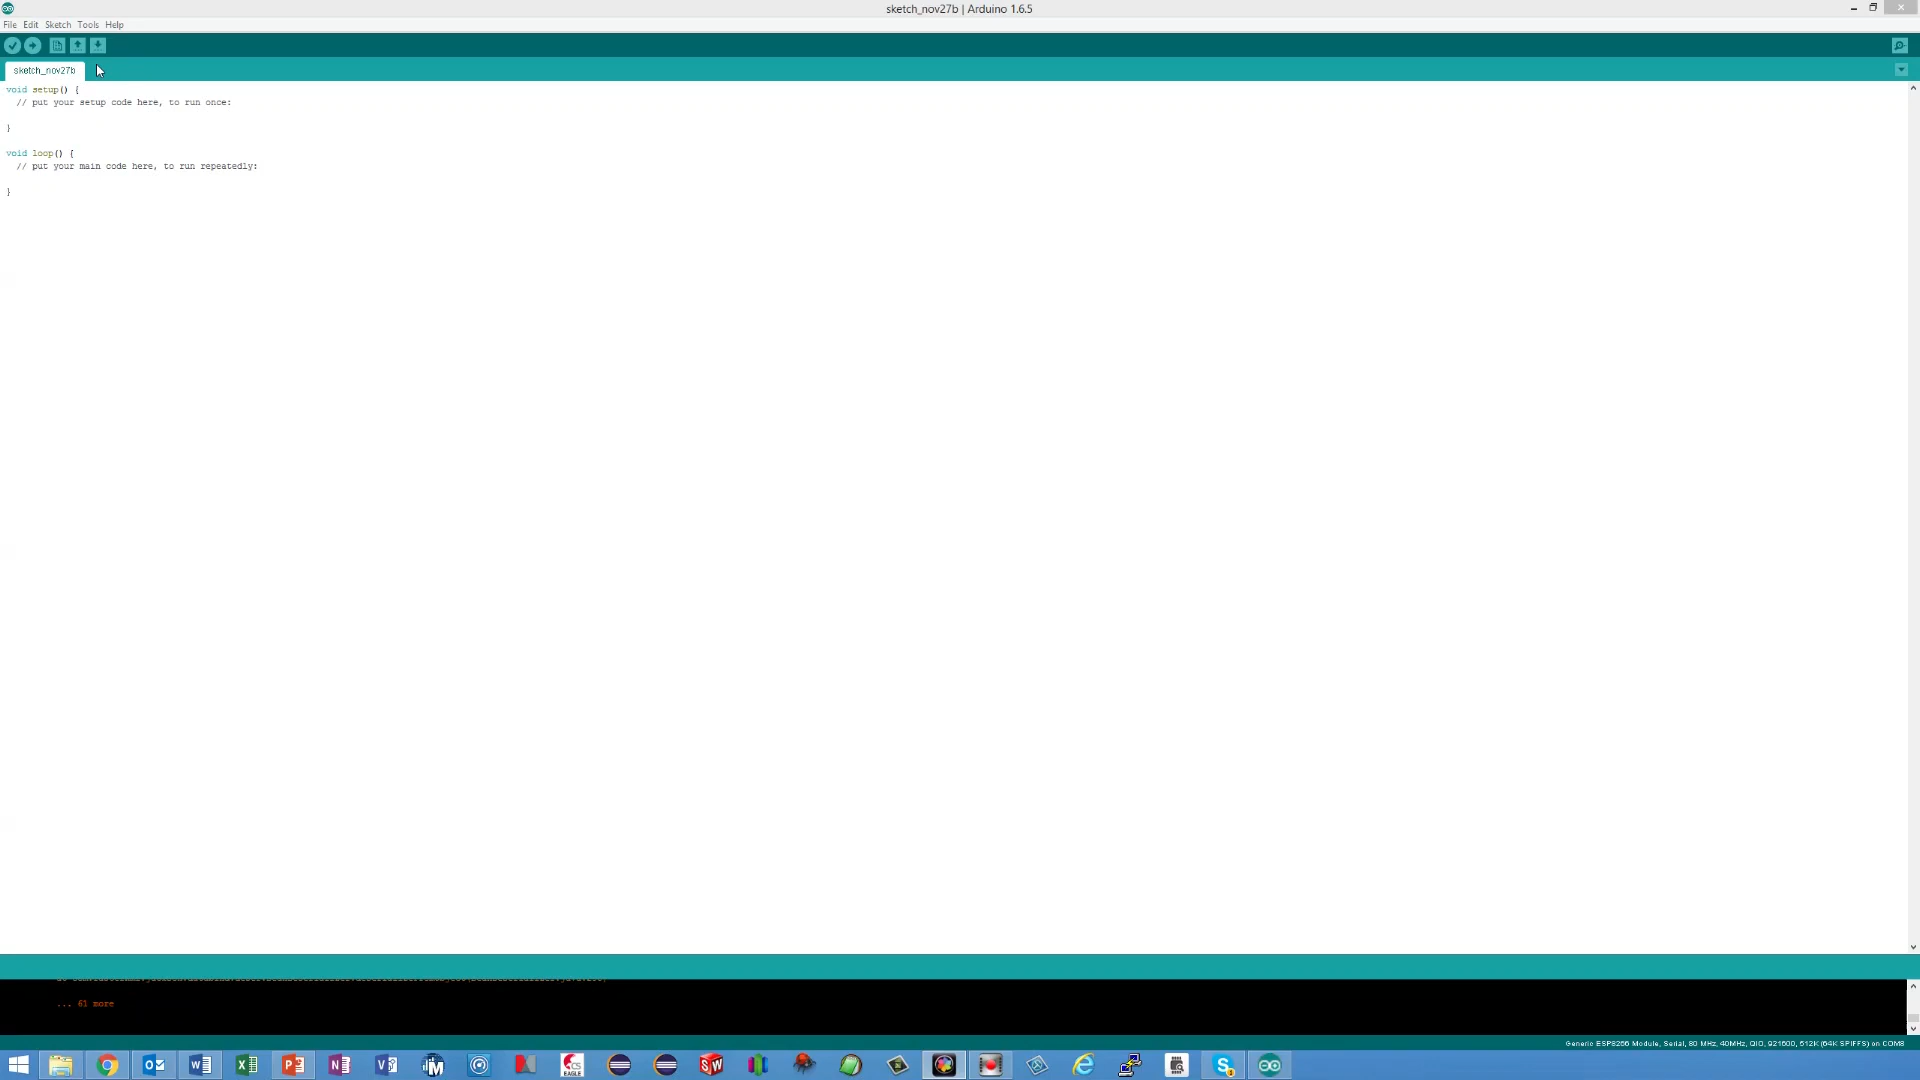 sketch_nov27b | Arduino 1.6.5
File Edit Sketch Tools Help
sketch_nov27b
void setup() {
// put your setup code here, to run once:
}
void loop() {
// put your main code here, to run repeatedly:
}
... 61 more
Generic ESP8266 Module, Serial, 80 MHz, 40MHz, QIO, 921600, 512K (64K SPIFFS) on COM8